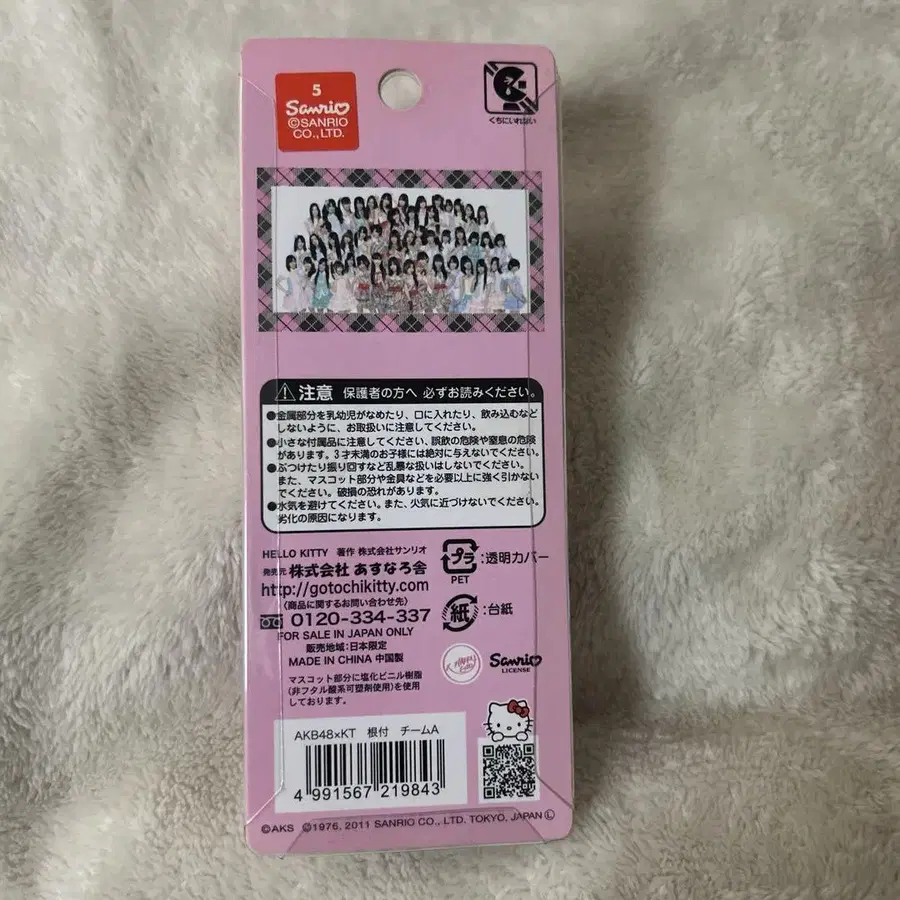 5
Sanrio
©SANRIO
CO.,LTD.
くちにいれない
⚠注意 保護者の方へ 必ずお読みください。
●金属部分を乳幼児がなめたり、口に入れたり、飲み込むなど
しないように、お取扱いに注意してください。
●小さな付属品に注意してください、誤飲の危険や窒息の危険
があります。3才未満のお子様には絶対に与えないでください。
●ぶつけたり振り回すなど乱暴な扱いはしないでください。
また、マスコット部分や金具などを必要以上に強く引かない
でください。破損の恐れがあります。
●水気を避けてください。また、火気に近づけないでください。
劣化の原因になります。
HELLO KITTY 著作 株式会社サンリオ
発売元 株式会社 あすなろ舎
http://gotochikitty.com
〈商品に関するお問い合わせ先〉
0120-334-337
FOR SALE IN JAPAN ONLY
販売地域:日本限定
MADE IN CHINA 中国製
マスコット部分に塩化ビニル樹脂
(非フタル酸系可塑剤使用)を使用
しております。
プラ :透明カバー
PET
紙 :台紙
Sanrio
LICENSE
AKB48×KT 根付 チームA
4 991567 219843
©AKS ©1976, 2011 SANRIO CO., LTD. TOKYO, JAPAN Ⓛ